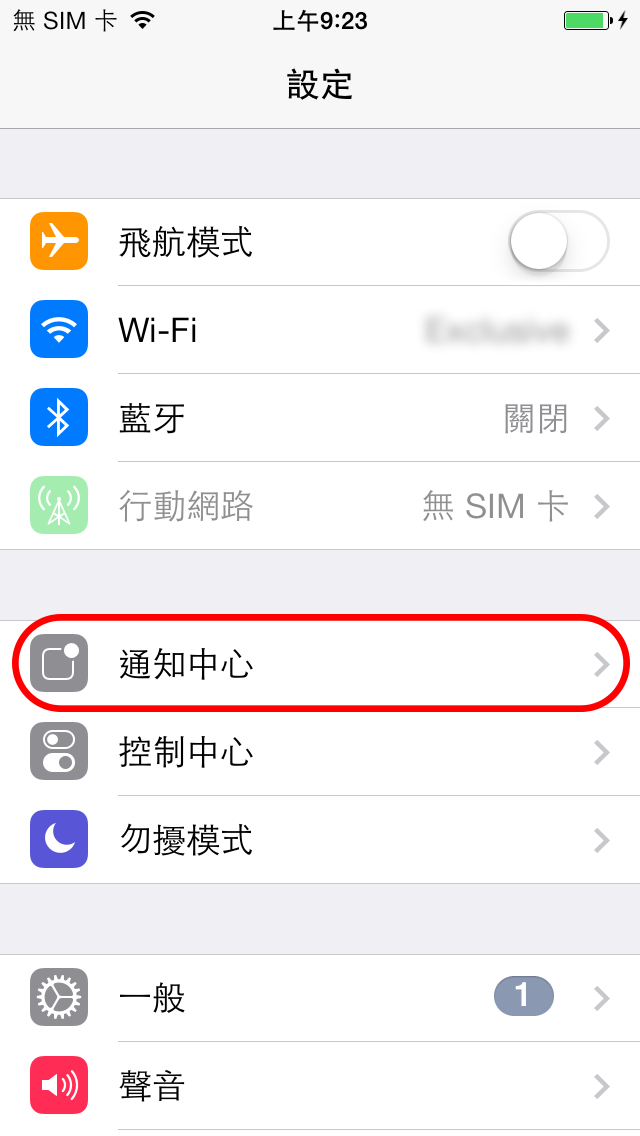 無 SIM 卡 上午9:23
設定
飛航模式
Wi-Fi
藍牙 關閉
行動網路 無 SIM 卡
通知中心
控制中心
勿擾模式
一般 1
聲音